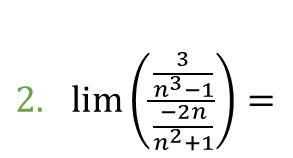 2. lim ( (3/(n³−1)) / (−2n/(n²+1)) ) =